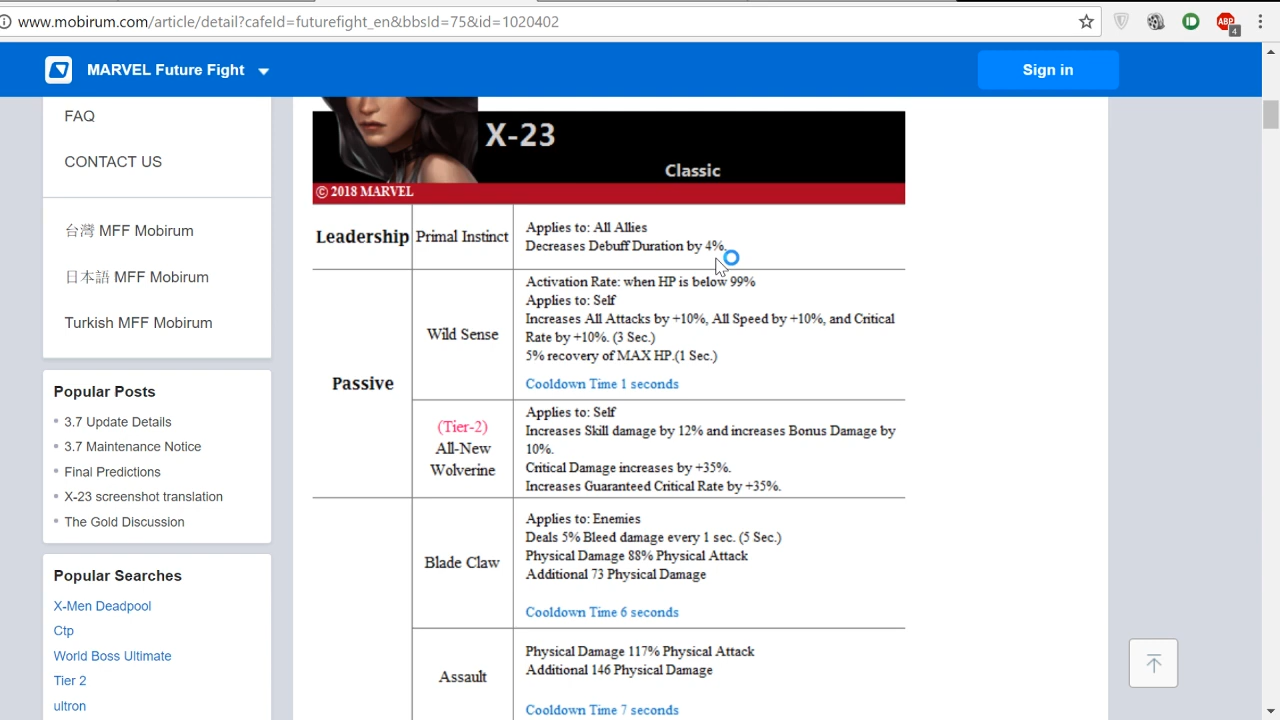 www.mobirum.com/article/detail?cafeId=futurefight_en&bbsId=75&id=1020402
ABP
4
MARVEL Future Fight
Sign in
FAQ
CONTACT US
台灣 MFF Mobirum
日本語 MFF Mobirum
Turkish MFF Mobirum
Popular Posts
3.7 Update Details
3.7 Maintenance Notice
Final Predictions
X-23 screenshot translation
The Gold Discussion
Popular Searches
X-Men Deadpool
Ctp
World Boss Ultimate
Tier 2
ultron
X-23
Classic
© 2018 MARVEL
Leadership
Primal Instinct
Applies to: All Allies
Decreases Debuff Duration by 4%.
Passive
Wild Sense
Activation Rate: when HP is below 99%
Applies to: Self
Increases All Attacks by +10%, All Speed by +10%, and Critical
Rate by +10%. (3 Sec.)
5% recovery of MAX HP.(1 Sec.)
Cooldown Time 1 seconds
(Tier-2)
All-New
Wolverine
Applies to: Self
Increases Skill damage by 12% and increases Bonus Damage by
10%.
Critical Damage increases by +35%.
Increases Guaranteed Critical Rate by +35%.
Blade Claw
Applies to: Enemies
Deals 5% Bleed damage every 1 sec. (5 Sec.)
Physical Damage 88% Physical Attack
Additional 73 Physical Damage
Cooldown Time 6 seconds
Assault
Physical Damage 117% Physical Attack
Additional 146 Physical Damage
Cooldown Time 7 seconds